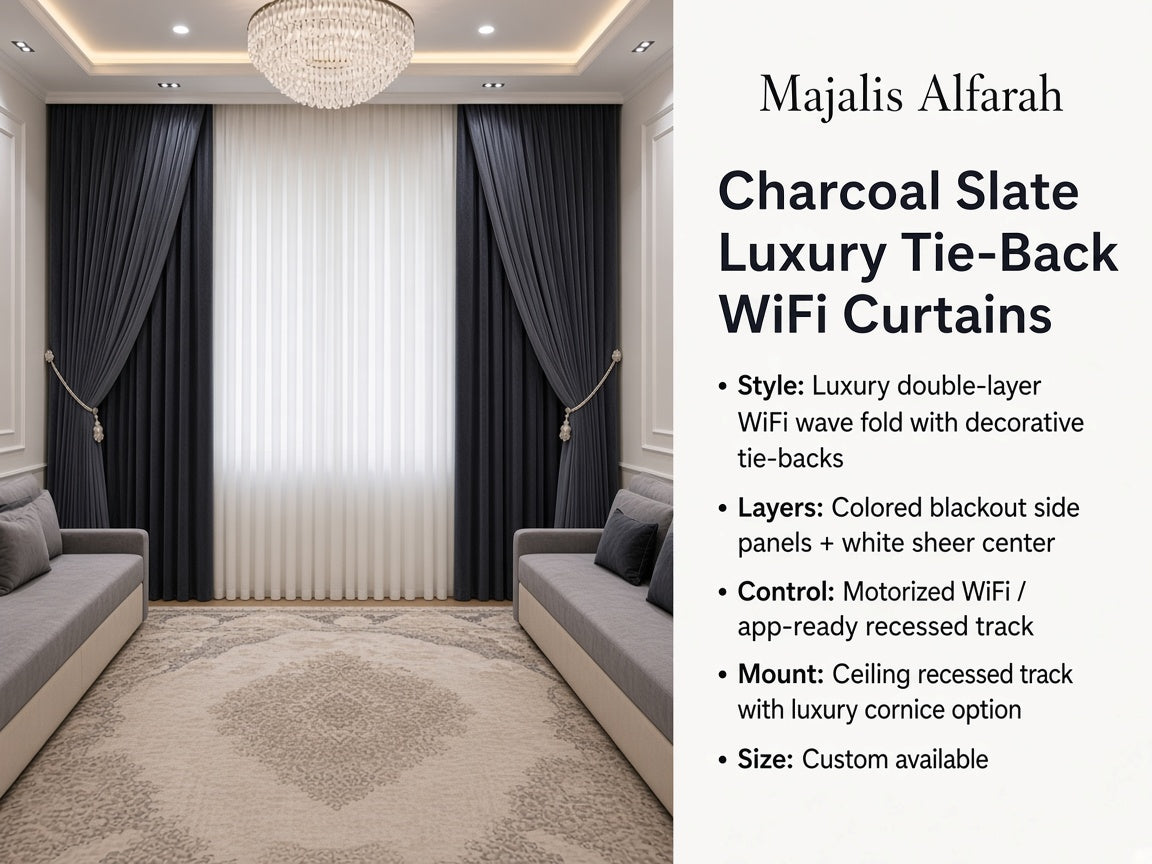 Majalis Alfarah
Charcoal Slate
Luxury Tie-Back
WiFi Curtains
• Style: Luxury double-layer
WiFi wave fold with decorative
tie-backs
• Layers: Colored blackout side
panels + white sheer center
• Control: Motorized WiFi /
app-ready recessed track
• Mount: Ceiling recessed track
with luxury cornice option
• Size: Custom available